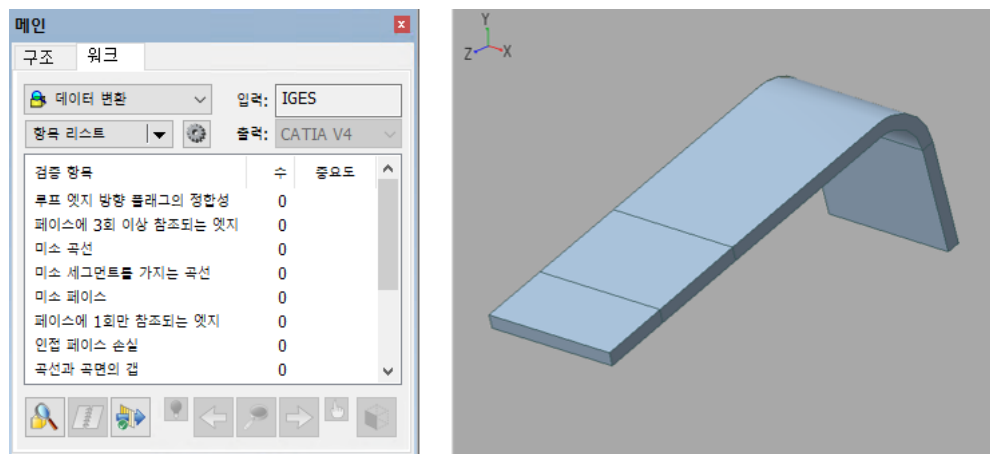 메인
구조 워크
데이터 변환 입력: IGES
항목 리스트 출력: CATIA V4
검증 항목 수 중요도
루프 엣지 방향 플래그의 정합성 0
페이스에 3회 이상 참조되는 엣지 0
미소 곡선 0
미소 세그먼트를 가지는 곡선 0
미소 페이스 0
페이스에 1회만 참조되는 엣지 0
인접 페이스 손실 0
곡선과 곡면의 갭 0
Y
Z X